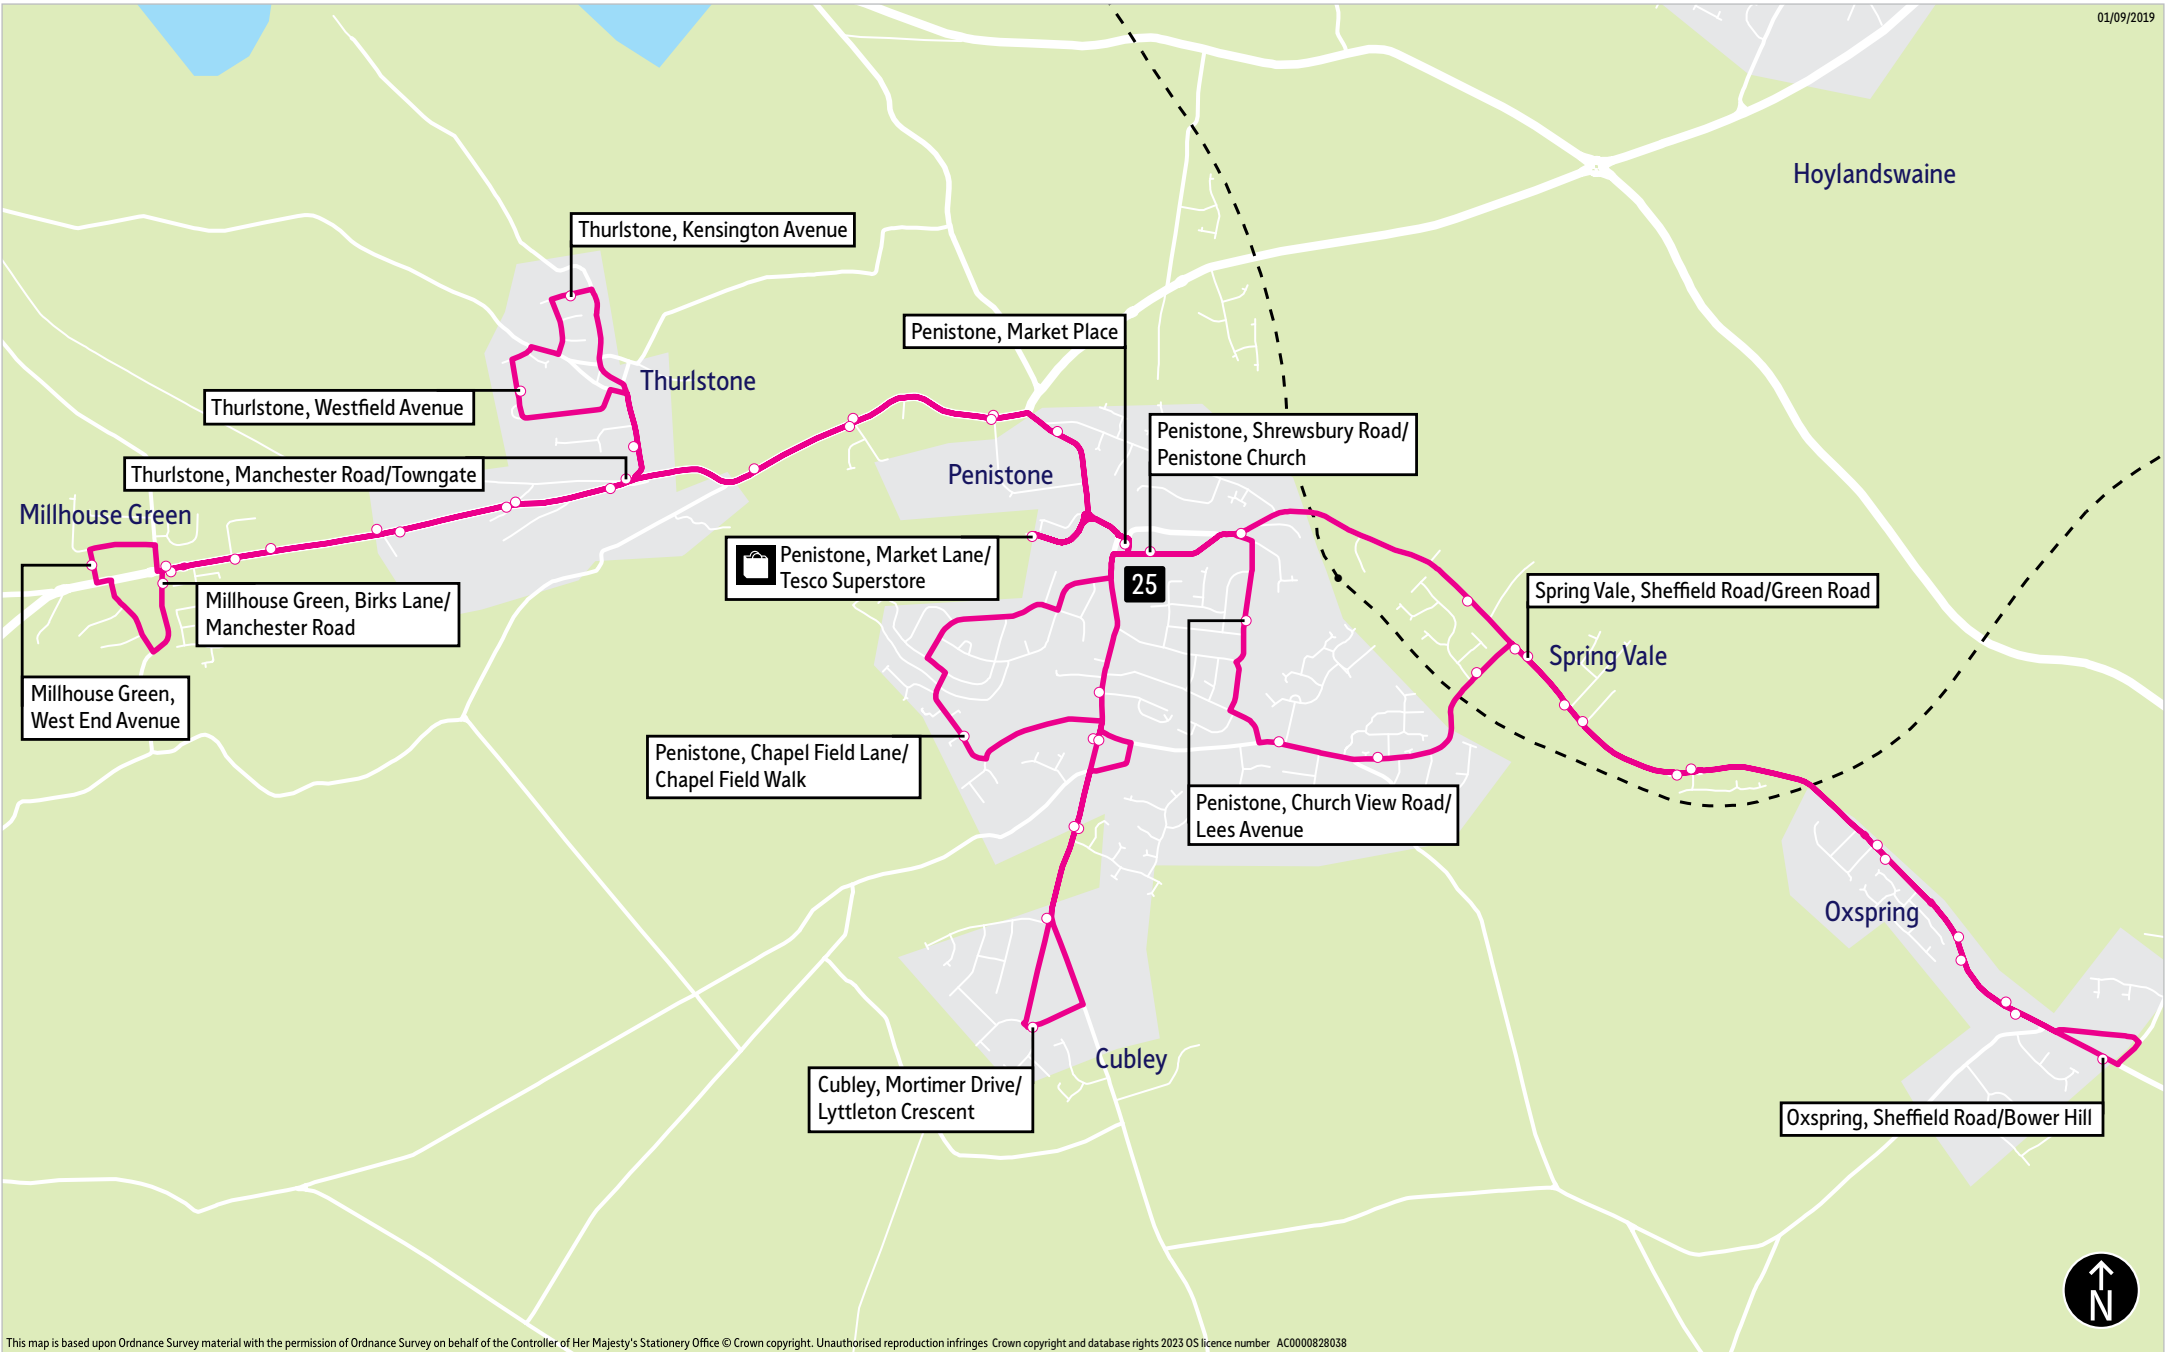 01/09/2019
Hoylandswaine
Thurlstone, Kensington Avenue
Penistone, Market Place
Thurlstone
Thurlstone, Westfield Avenue
Penistone, Shrewsbury Road/
Penistone Church
Thurlstone, Manchester Road/Towngate
Penistone
Millhouse Green
Penistone, Market Lane/
Tesco Superstore
25
Spring Vale, Sheffield Road/Green Road
Millhouse Green, Birks Lane/
Manchester Road
Spring Vale
Millhouse Green,
West End Avenue
Penistone, Chapel Field Lane/
Chapel Field Walk
Penistone, Church View Road/
Lees Avenue
Oxspring
Cubley
Cubley, Mortimer Drive/
Lyttleton Crescent
Oxspring, Sheffield Road/Bower Hill
N
This map is based upon Ordnance Survey material with the permission of Ordnance Survey on behalf of the Controller of Her Majesty's Stationery Office © Crown copyright. Unauthorised reproduction infringes Crown copyright and database rights 2023 OS licence number AC0000828038